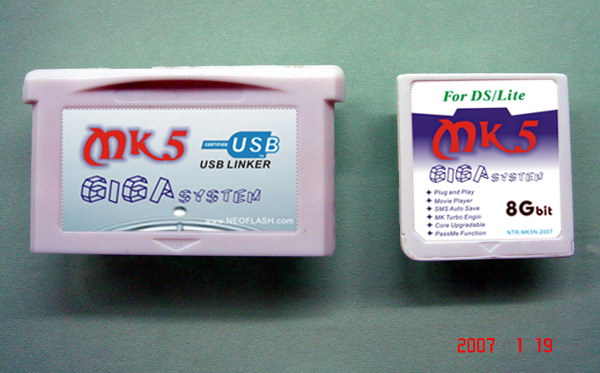 MK5
CERTIFIED USB
USB LINKER
GIGA SYSTEM
www.NEOFLASH.com
For DS/Lite
MK5
GIGA SYSTEM
+ Plug and Play
+ Movie Player
+ SMS Auto Save
+ MK Turbo Engin
+ Core Upgradable
+ PassMe Function
8Gbit
NTR-MK5N-2007
2007 1 19